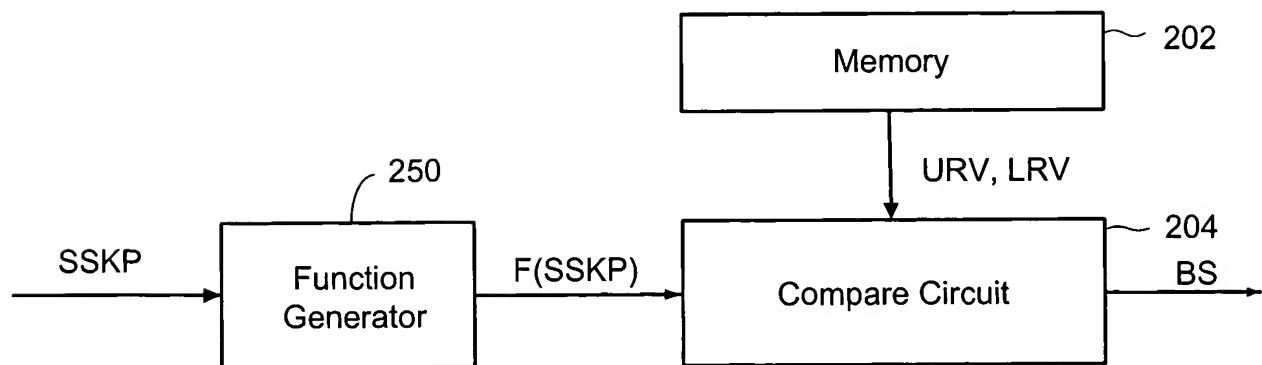 Memory
202
URV, LRV
250
204
SSKP
Function
Generator
F(SSKP)
Compare Circuit
BS